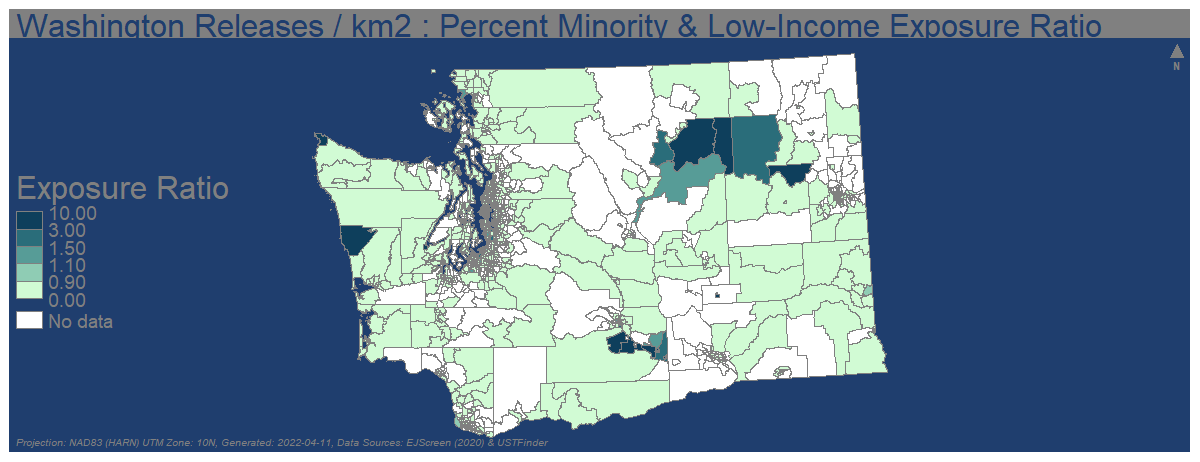 Washington Releases / km2 : Percent Minority & Low-Income Exposure Ratio
N
Exposure Ratio
10.00
3.00
1.50
1.10
0.90
0.00
No data
Projection: NAD83 (HARN) UTM Zone: 10N, Generated: 2022-04-11, Data Sources: EJScreen (2020) & USTFinder